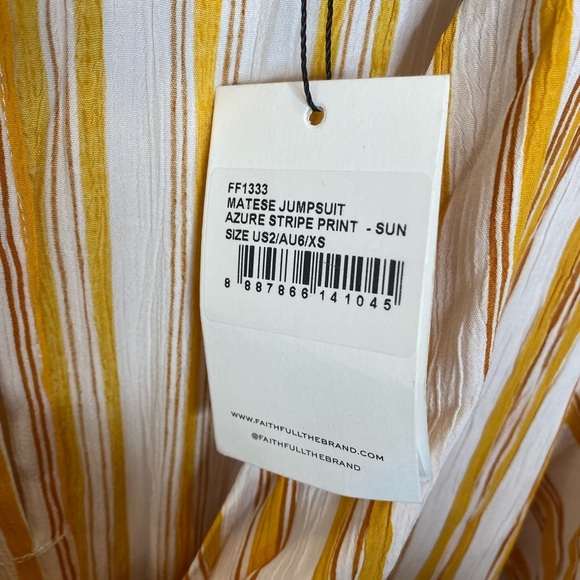 FF1333
MATESE JUMPSUIT
AZURE STRIPE PRINT - SUN
SIZE US2/AU6/XS
8 887866 141045
WWW.FAITHFULLTHEBRAND.COM
@FAITHFULLTHEBRAND